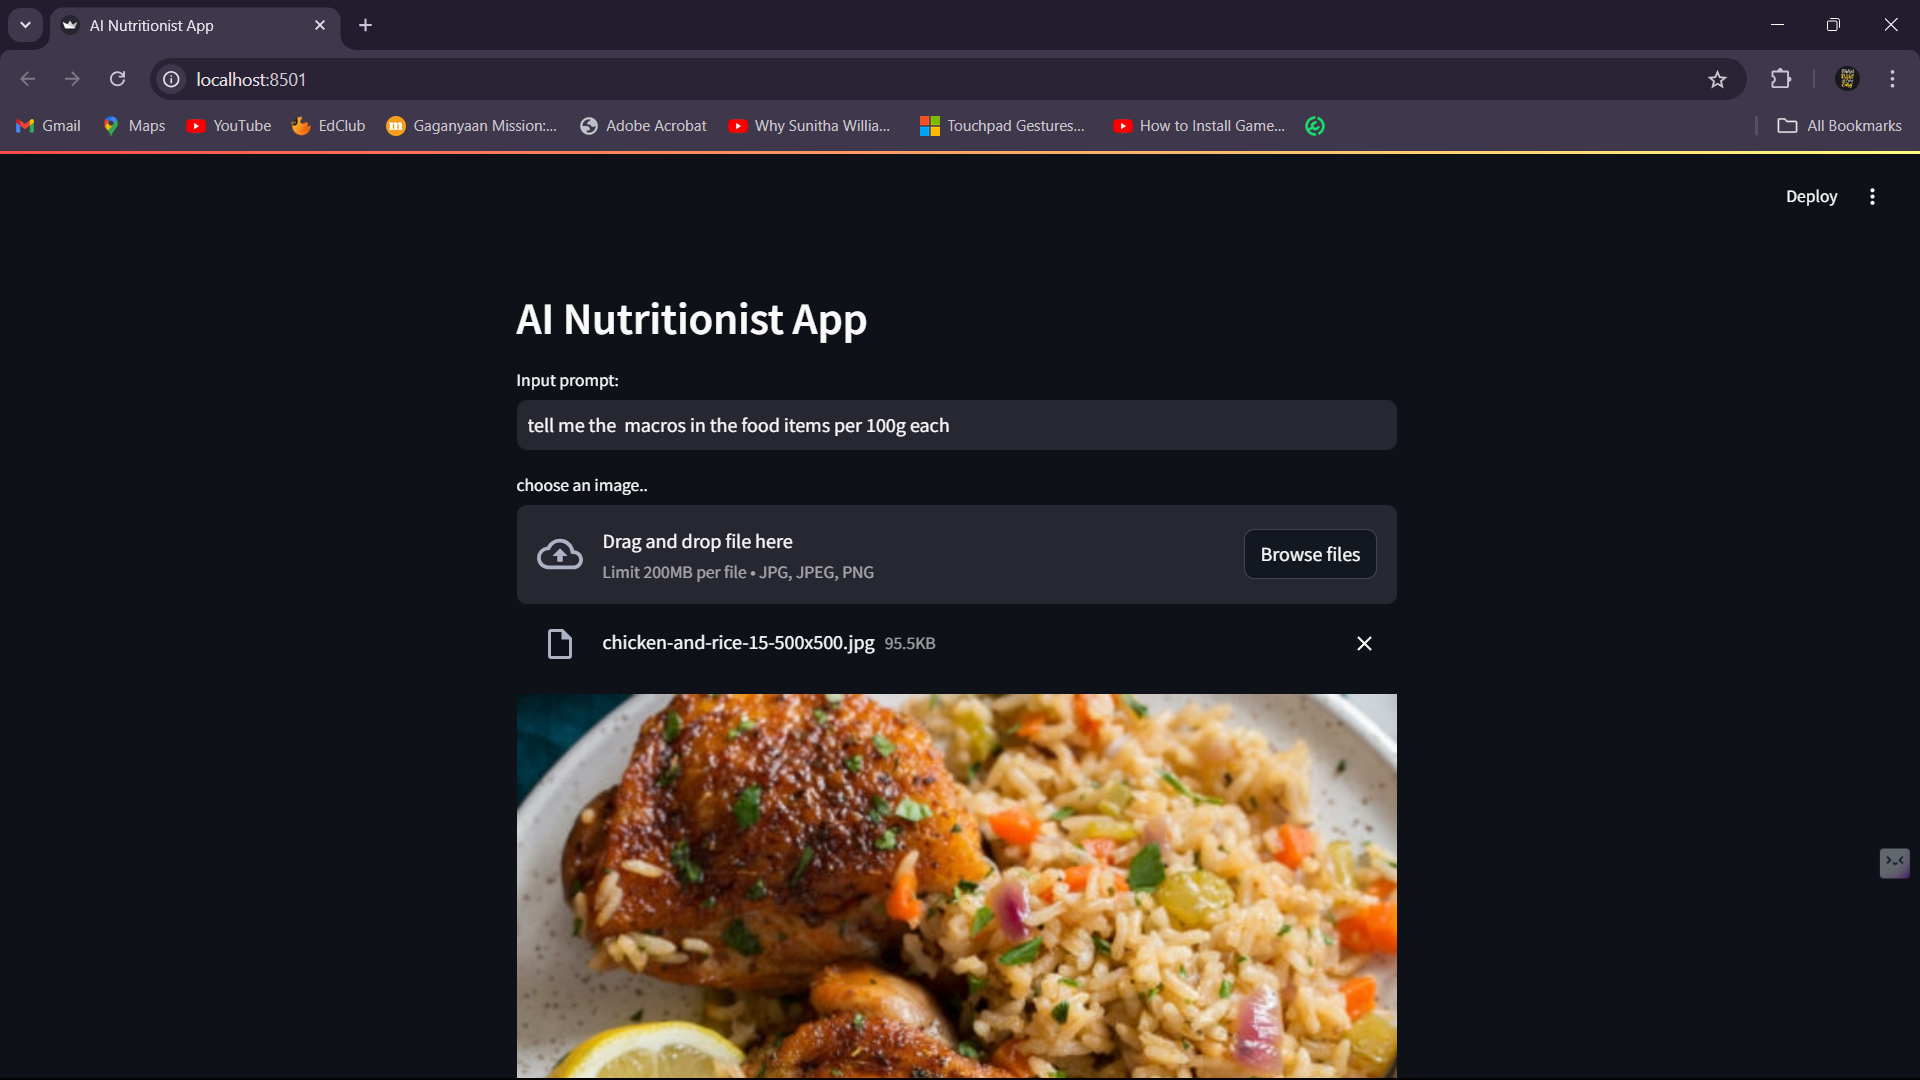 AI Nutritionist App
localhost:8501
Gmail Maps YouTube EdClub Gaganyaan Mission:... Adobe Acrobat Why Sunitha Willia... Touchpad Gestures... How to Install Game... All Bookmarks
Deploy
AI Nutritionist App
Input prompt:
tell me the  macros in the food items per 100g each
choose an image..
Drag and drop file here
Limit 200MB per file • JPG, JPEG, PNG
Browse files
chicken-and-rice-15-500x500.jpg 95.5KB